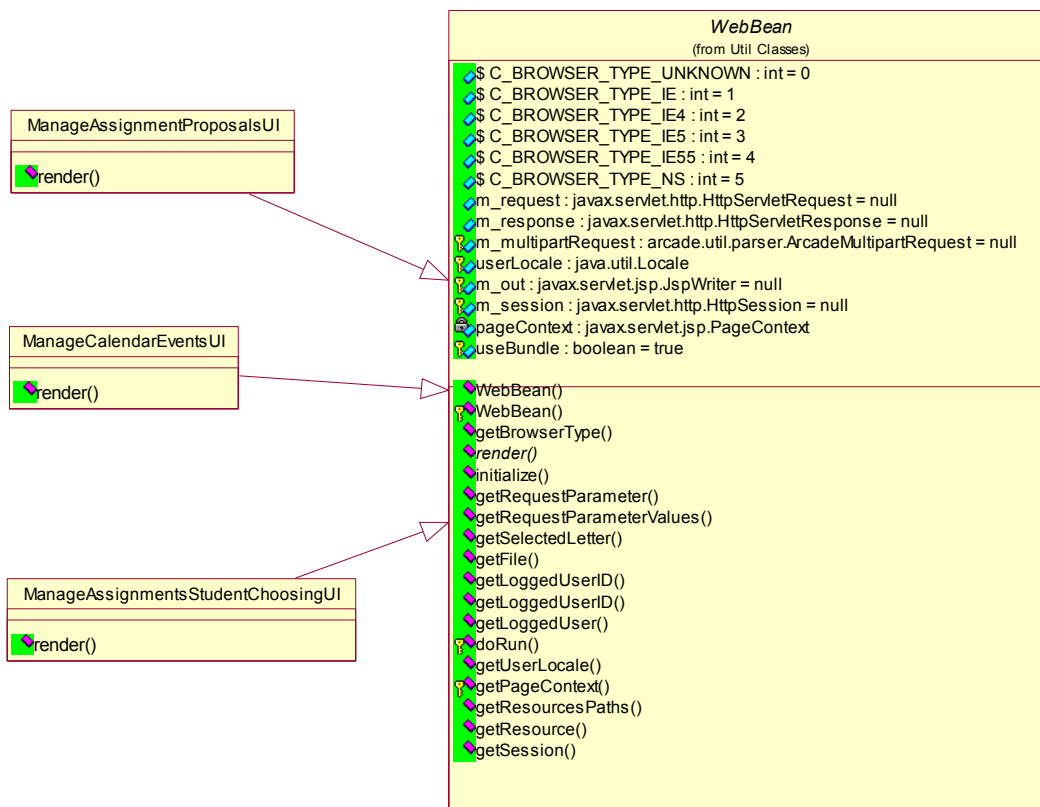 WebBean
(from Util Classes)
$ C_BROWSER_TYPE_UNKNOWN : int = 0
$ C_BROWSER_TYPE_IE : int = 1
$ C_BROWSER_TYPE_IE4 : int = 2
$ C_BROWSER_TYPE_IE5 : int = 3
$ C_BROWSER_TYPE_IE55 : int = 4
$ C_BROWSER_TYPE_NS : int = 5
m_request : javax.servlet.http.HttpServletRequest = null
m_response : javax.servlet.http.HttpServletResponse = null
m_multipartRequest : arcade.util.parser.ArcadeMultipartRequest = null
userLocale : java.util.Locale
m_out : javax.servlet.jsp.JspWriter = null
m_session : javax.servlet.http.HttpSession = null
pageContext : javax.servlet.jsp.PageContext
useBundle : boolean = true
WebBean()
WebBean()
getBrowserType()
render()
initialize()
getRequestParameter()
getRequestParameterValues()
getSelectedLetter()
getFile()
getLoggedUserID()
getLoggedUserID()
getLoggedUser()
doRun()
getUserLocale()
getPageContext()
getResourcesPaths()
getResource()
getSession()
ManageAssignmentProposalsUI
render()
ManageCalendarEventsUI
render()
ManageAssignmentsStudentChoosingUI
render()